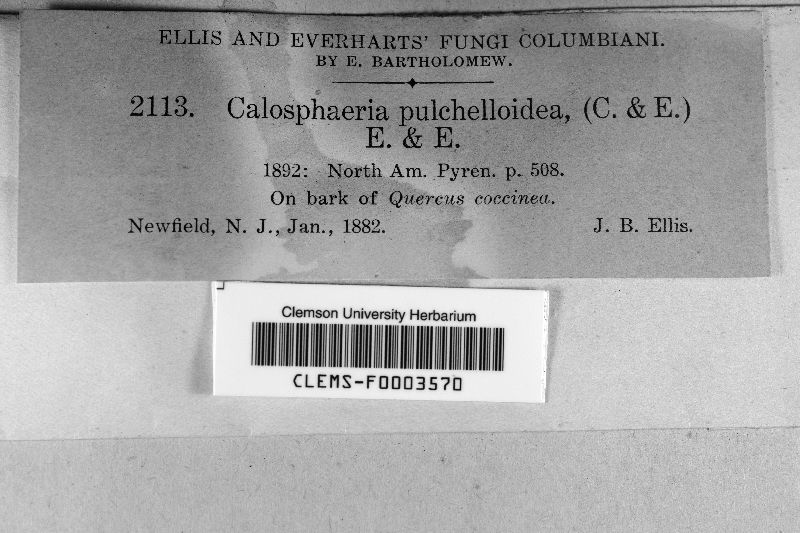 ELLIS AND EVERHARTS' FUNGI COLUMBIANI.
BY E. BARTHOLOMEW.
2113. Calosphaeria pulchelloidea, (C. & E.)
E. & E.
1892: North Am. Pyren. p. 508.
On bark of Quercus coccinea.
Newfield, N. J., Jan., 1882. J. B. Ellis.
Clemson University Herbarium
CLEMS-F0003570